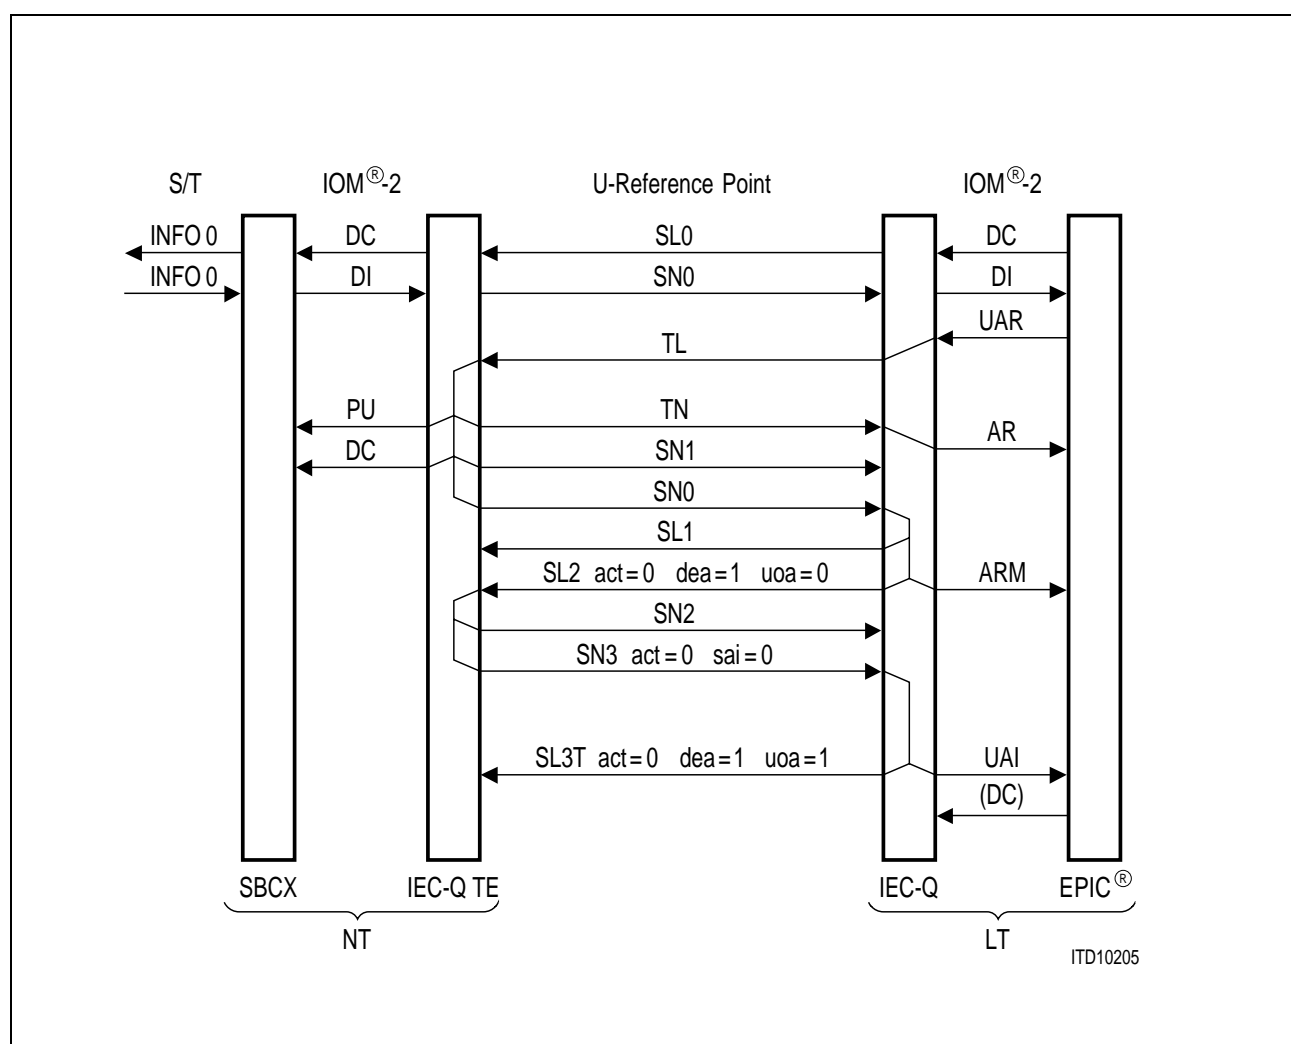 S/T IOM®-2 U-Reference Point IOM®-2
INFO 0 DC SL0 DC
INFO 0 DI SN0 DI
UAR
TL
PU TN
AR
DC SN1
SN0
SL1
SL2 act=0 dea=1 uoa=0 ARM
SN2
SN3 act=0 sai=0
SL3T act=0 dea=1 uoa=1 UAI
(DC)
SBCX IEC-Q TE IEC-Q EPIC®
NT LT
ITD10205